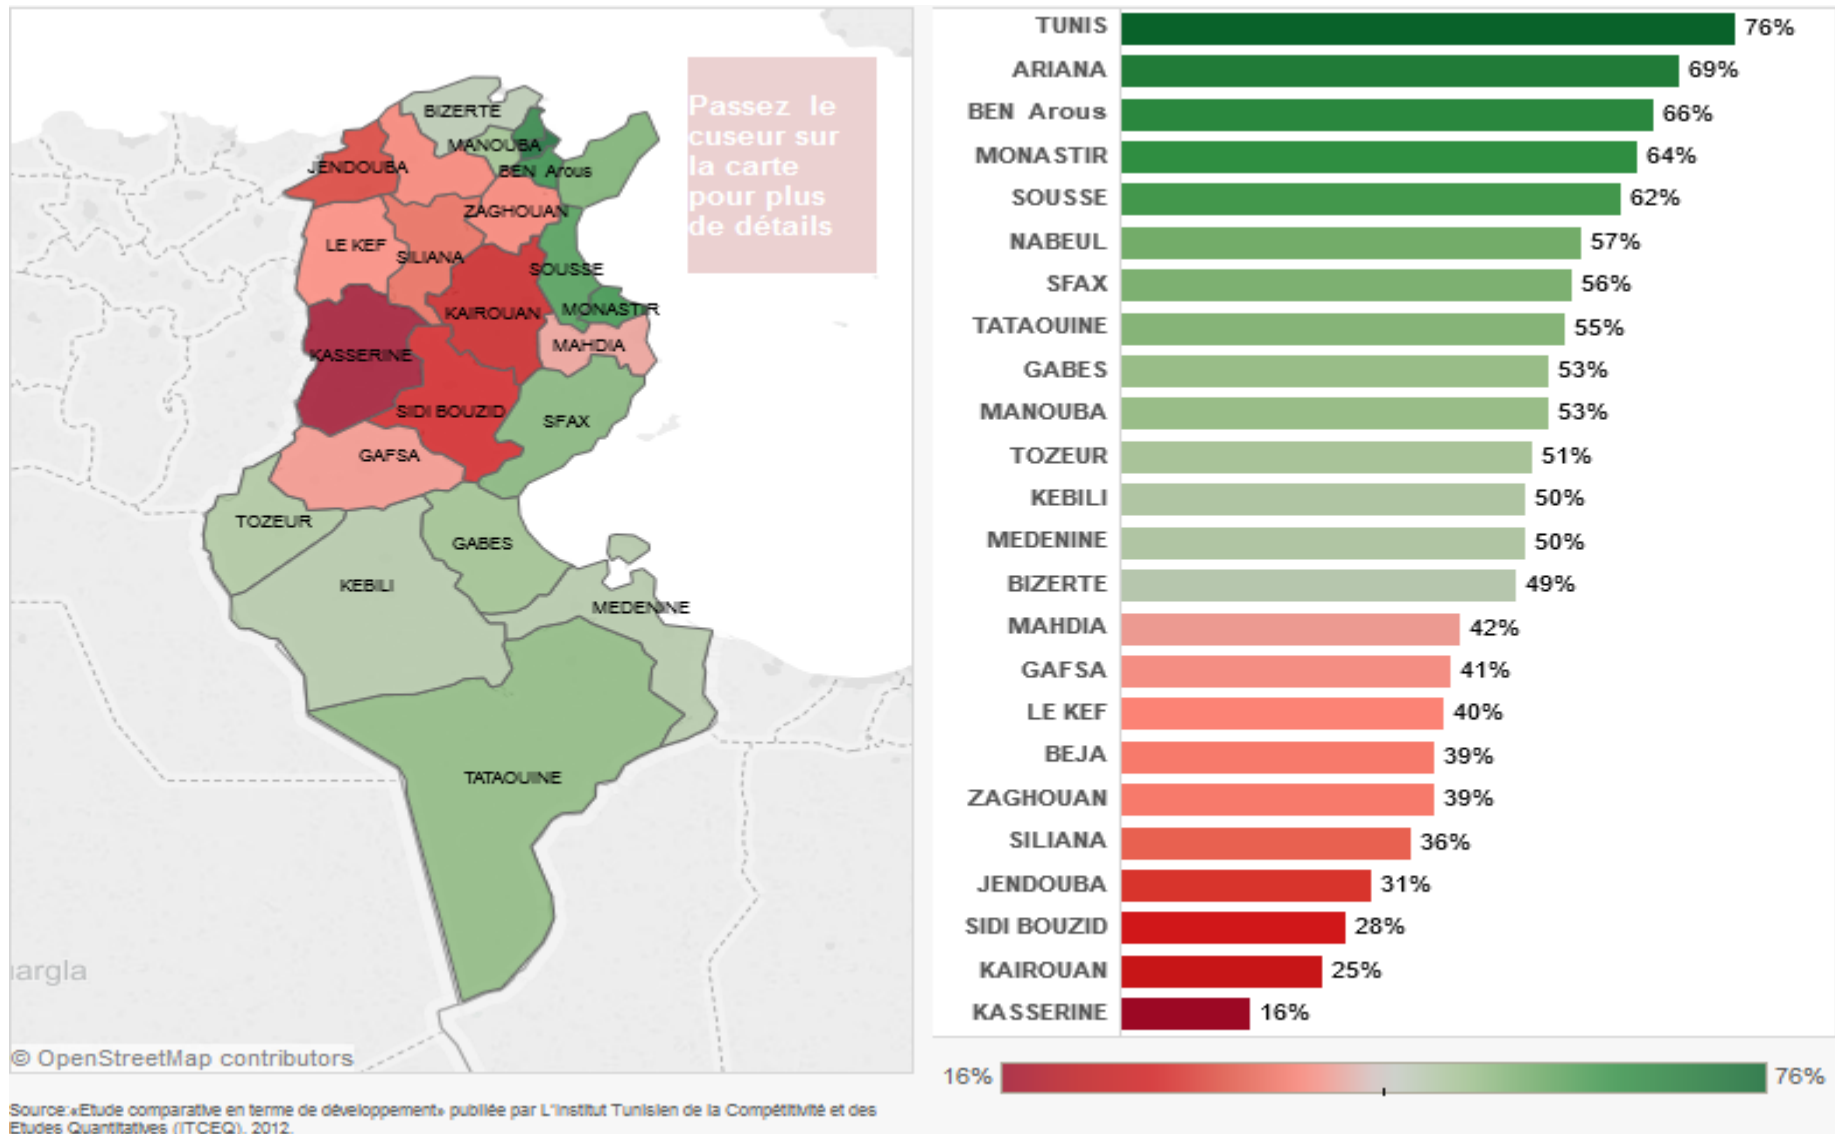 BIZERTE
MANOUBA
JENDOUBA
BEN Arous
ZAGHOUAN
LE KEF
SILIANA
SOUSSE
KAIROUAN
MONASTIR
KASSERINE
MAHDIA
SIDI BOUZID
SFAX
GAFSA
TOZEUR
GABES
KEBILI
MEDENINE
TATAOUINE
argla
© OpenStreetMap contributors
Passez le
cuseur sur
la carte
pour plus
de détails
TUNIS 76%
ARIANA 69%
BEN Arous 66%
MONASTIR 64%
SOUSSE 62%
NABEUL 57%
SFAX 56%
TATAOUINE 55%
GABES 53%
MANOUBA 53%
TOZEUR 51%
KEBILI 50%
MEDENINE 50%
BIZERTE 49%
MAHDIA 42%
GAFSA 41%
LE KEF 40%
BEJA 39%
ZAGHOUAN 39%
SILIANA 36%
JENDOUBA 31%
SIDI BOUZID 28%
KAIROUAN 25%
KASSERINE 16%
16% 76%
Source:«Etude comparative en terme de développement» publiée par L'Institut Tunisien de la Compétitivité et des
Etudes Quantitatives (ITCEQ), 2012.